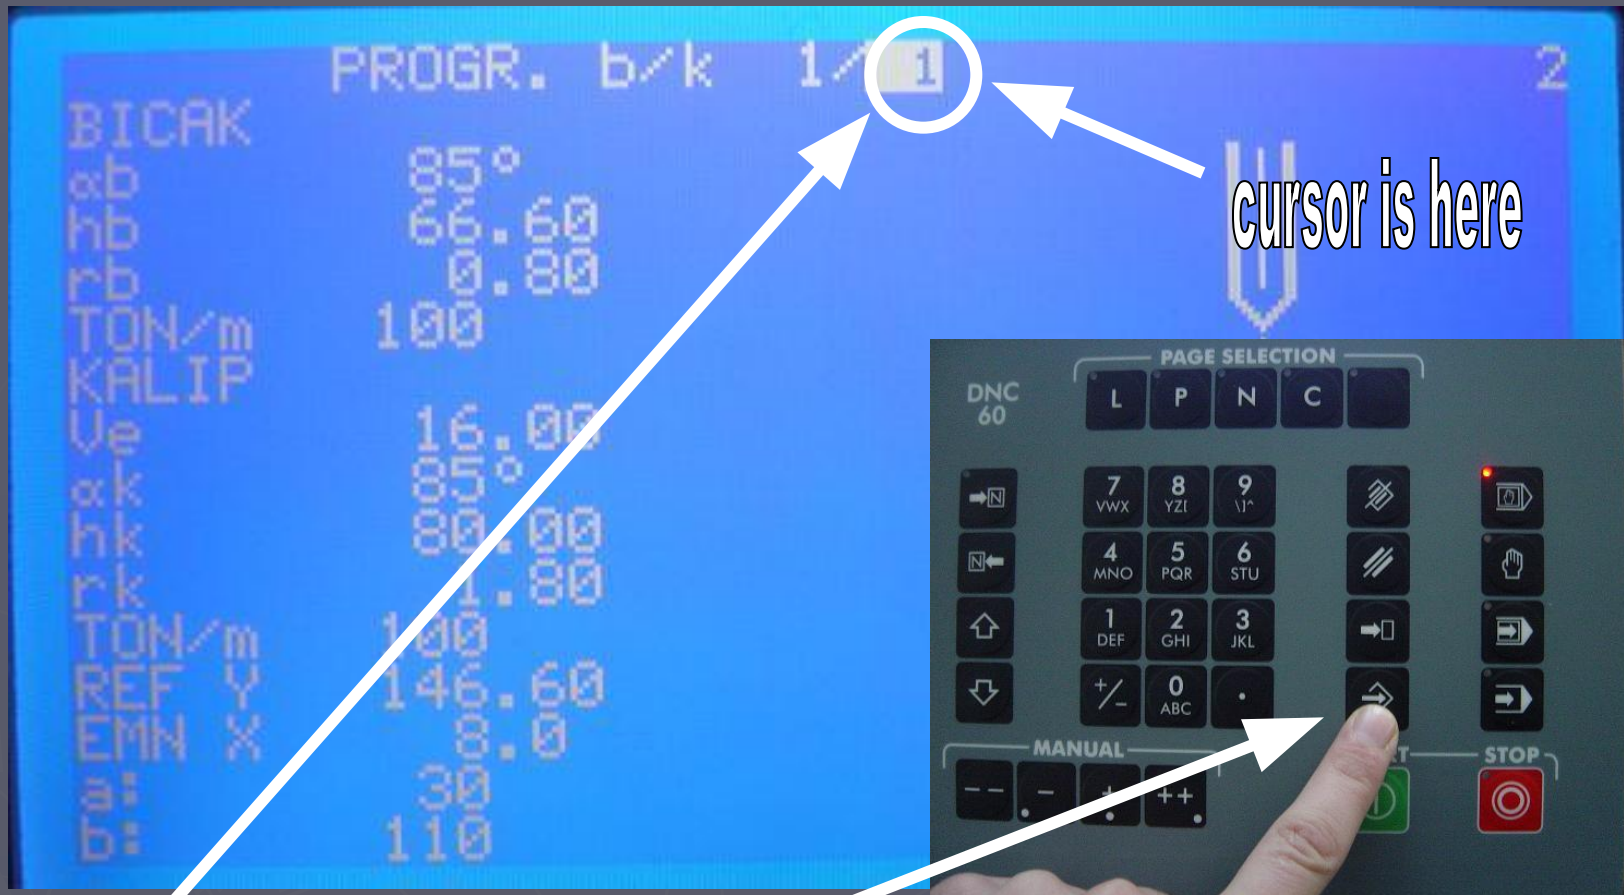 PROGR. b/k 1/ 1 2
BICAK
αb 85°
hb 66.60
rb 0.80
TON/m 100
KALIP
Ve 16.00
αk 85°
hk 80.00
rk 1.80
TON/m 100
REF Y 146.60
EMN X 8.0
a: 30
b: 110
cursor is here
PAGE SELECTION
DNC
60
L P N C
→N
7 8 9
VWX YZ[ \]^
N←
4 5 6
MNO PQR STU
1 2 3
DEF GHI JKL
+/- 0 .
ABC
MANUAL
-- - + ++
STOP